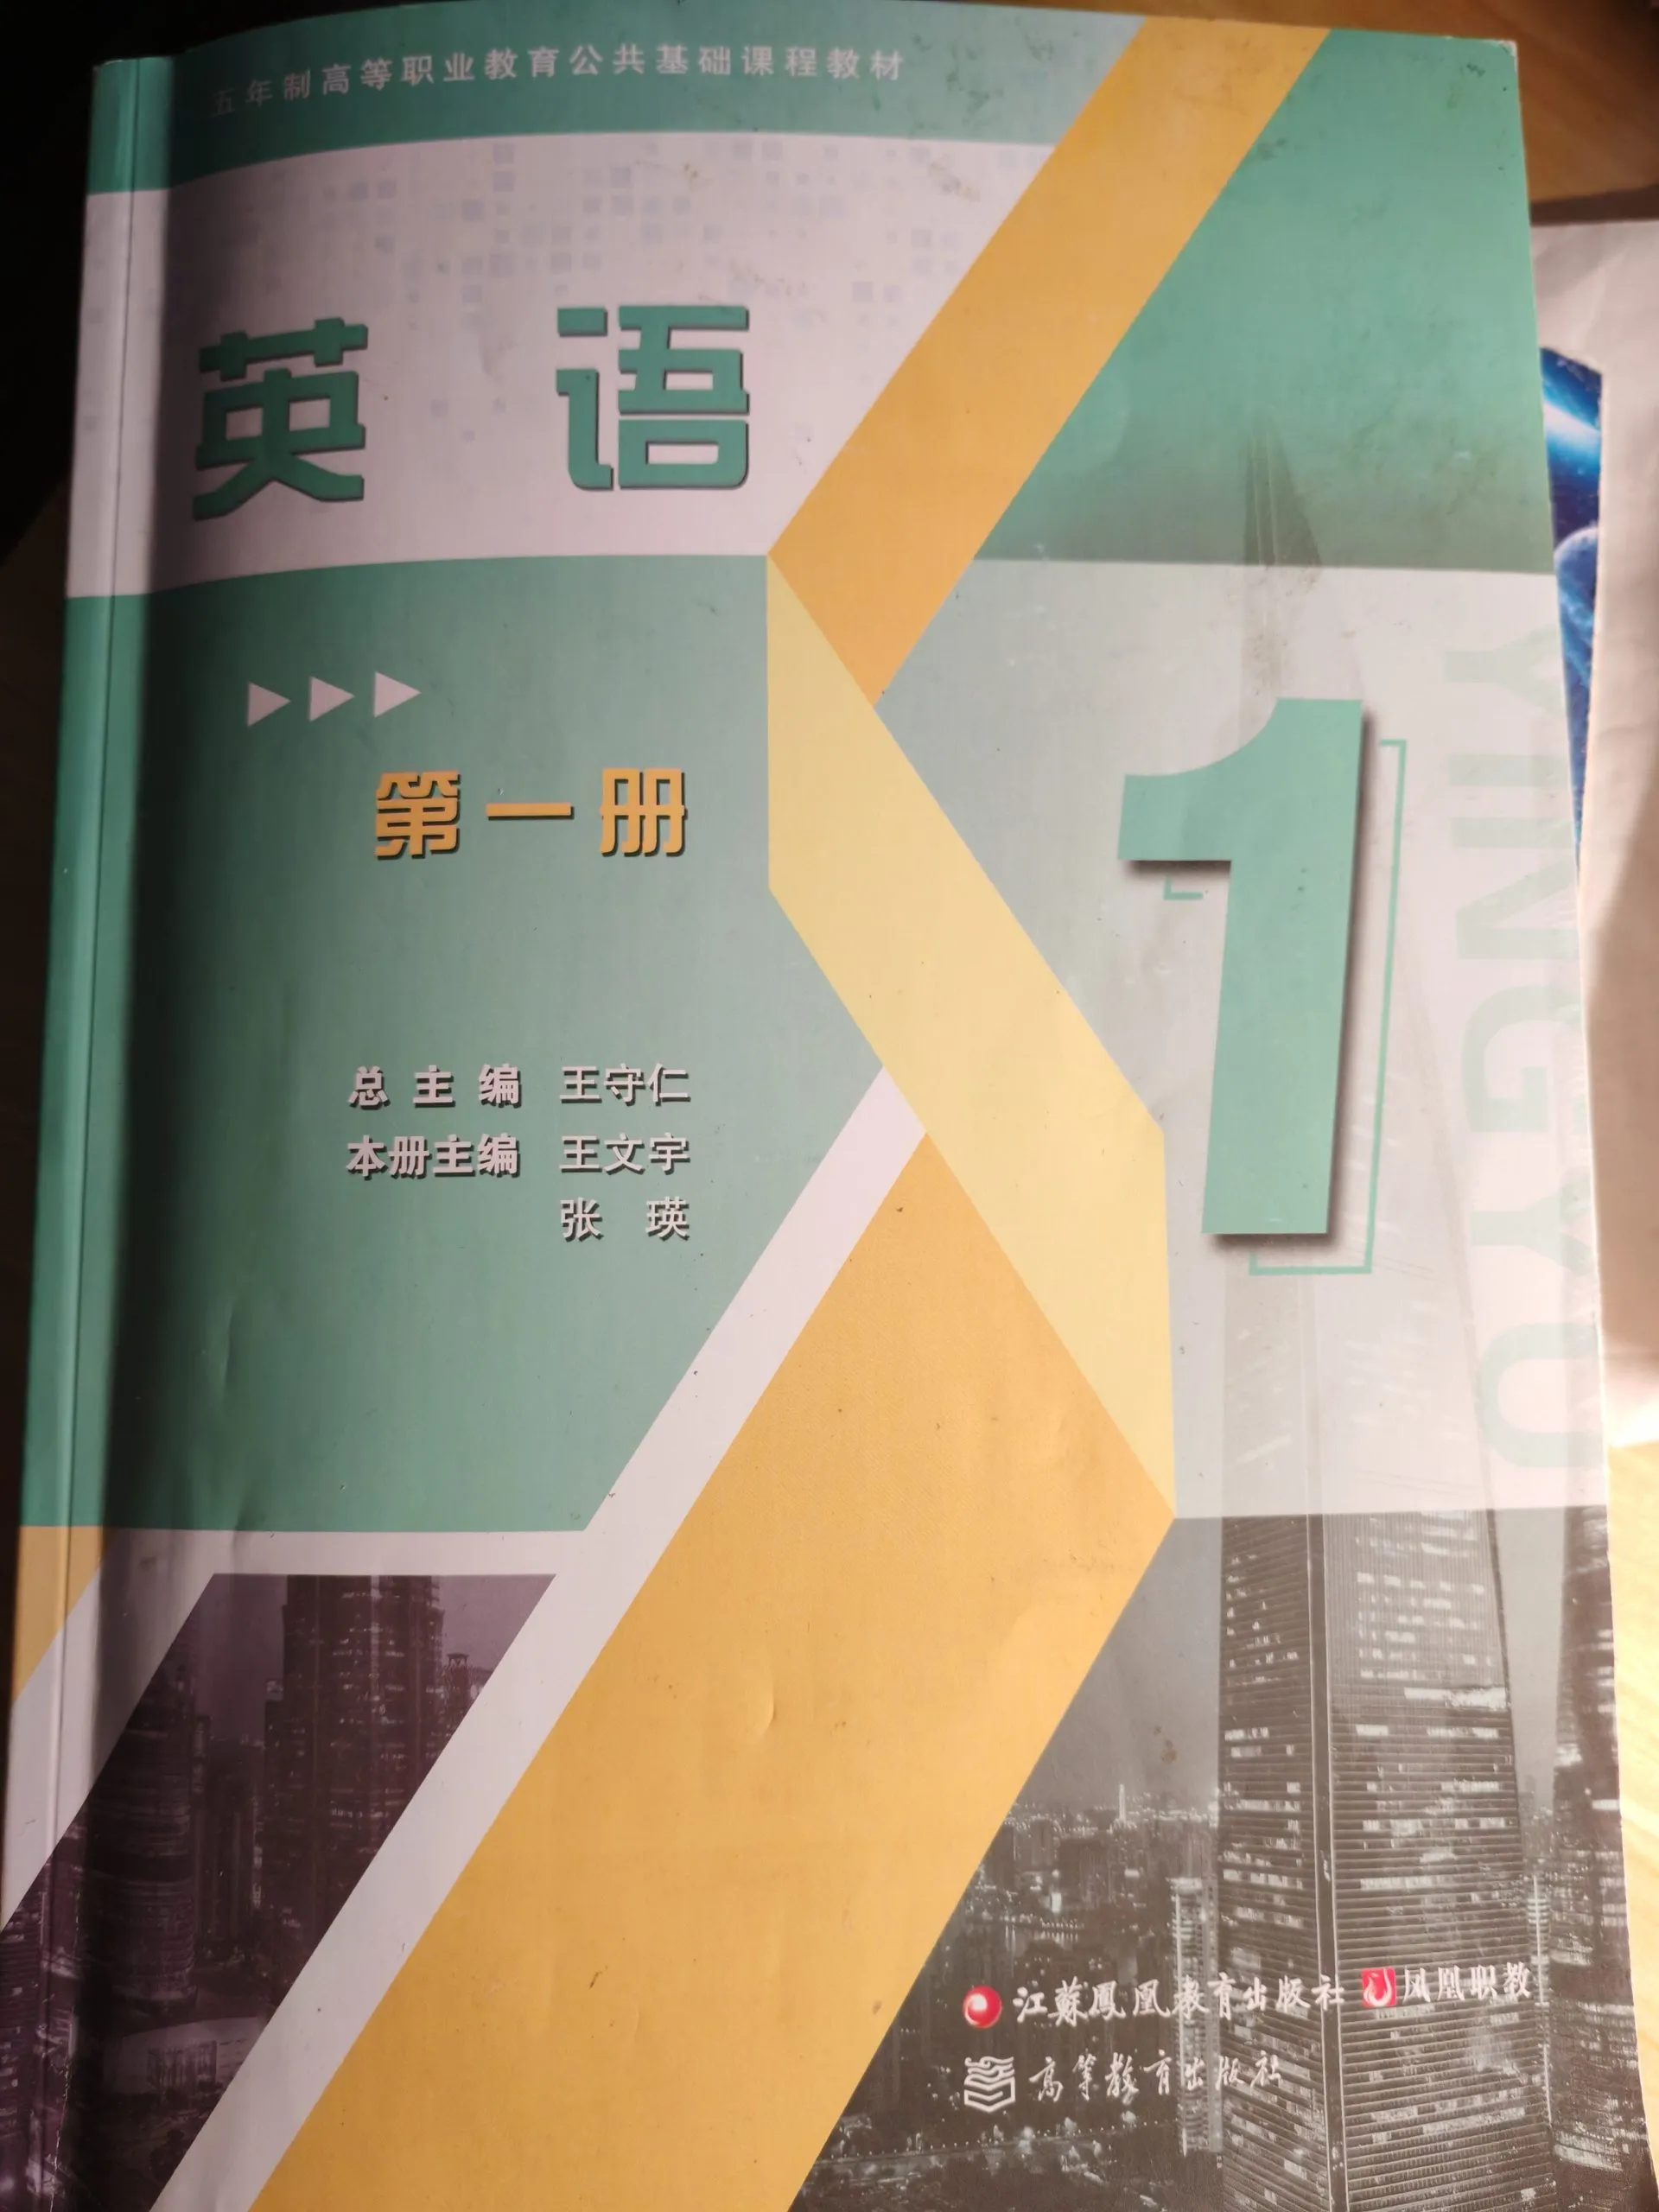 五年制高等职业教育公共基础课程教材
英语
第一册
总主编 王守仁
本册主编 王文宇
张瑛
1
YINGYU
江苏鳳凰教育出版社 凤凰职教
高等教育出版社